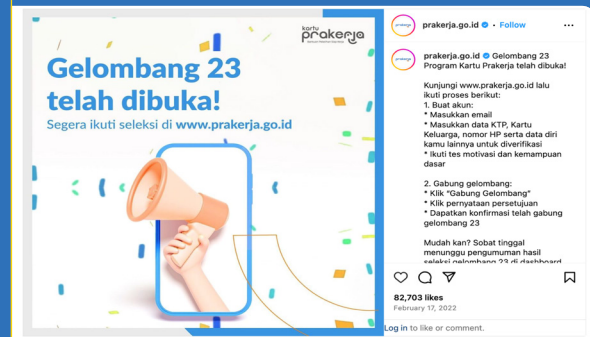 kartu
prakerja
Gelombang 23
telah dibuka!
Segera ikuti seleksi di www.prakerja.go.id
prakerja.go.id • Follow
prakerja.go.id Gelombang 23
Program Kartu Prakerja telah dibuka!
Kunjungi www.prakerja.go.id lalu
ikuti proses berikut:
1. Buat akun:
* Masukkan email
* Masukkan data KTP, Kartu
Keluarga, nomor HP serta data diri
kamu lainnya untuk diverifikasi
* Ikuti tes motivasi dan kemampuan
dasar
2. Gabung gelombang:
* Klik "Gabung Gelombang"
* Klik pernyataan persetujuan
* Dapatkan konfirmasi telah gabung
gelombang 23
Mudah kan? Sobat tinggal
menunggu pengumuman hasil
seleksi gelombang 23 di dashboard
82,703 likes
February 17, 2022
Log in to like or comment.